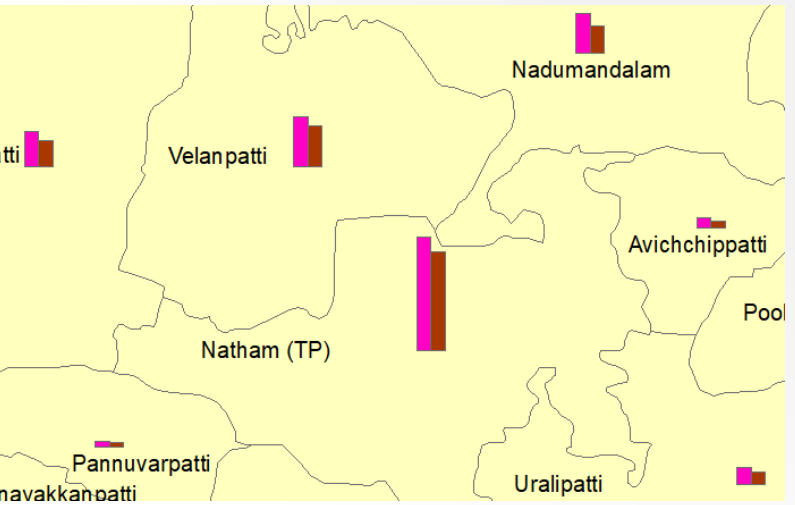 Nadumandalam
tti
Velanpatti
Avichchippatti
Pool
Natham (TP)
Pannuvarpatti
Uralipatti
nayakkanpatti